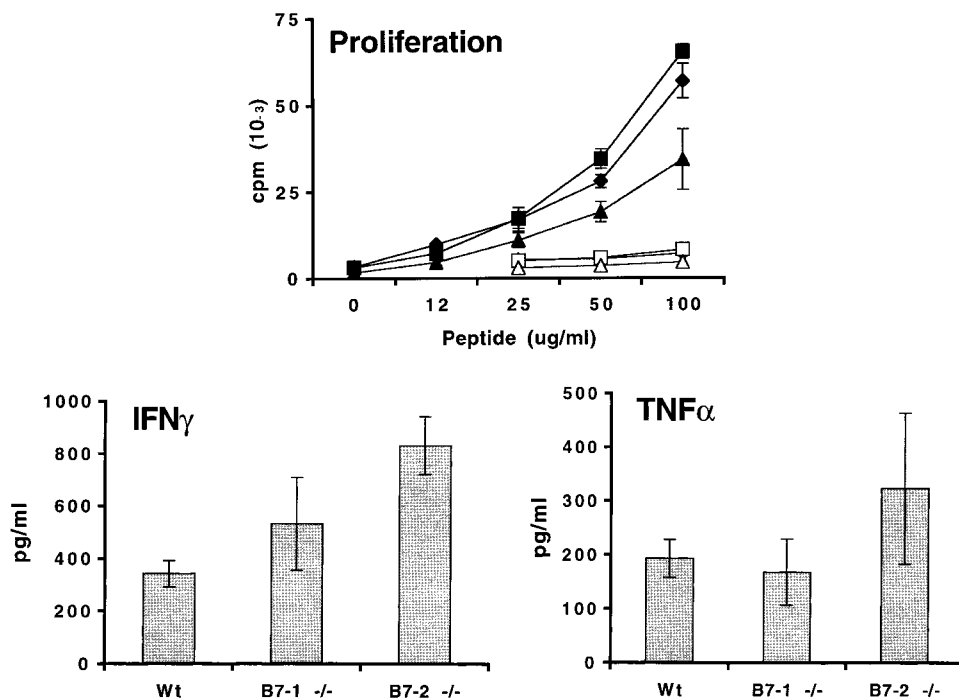 Proliferation
75
50
25
0
cpm (10-3)
0 12 25 50 100
Peptide (ug/ml)
IFNγ
1000
800
600
400
200
0
pg/ml
Wt B7-1 -/- B7-2 -/-
TNFα
500
400
300
200
100
0
pg/ml
Wt B7-1 -/- B7-2 -/-